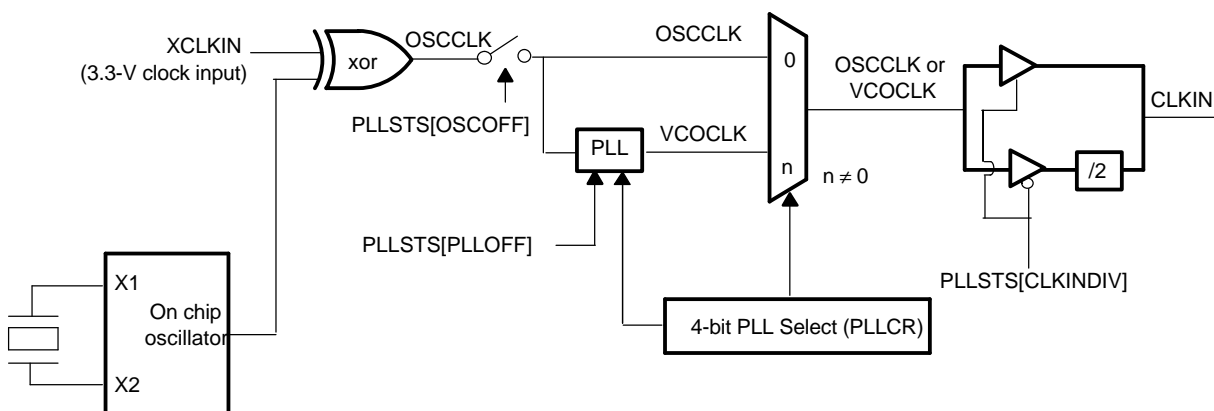 XCLKIN
(3.3-V clock input)
xor
OSCCLK
PLLSTS[OSCOFF]
OSCCLK
0
OSCCLK or
VCOCLK
CLKIN
PLL
VCOCLK
n
n ≠ 0
/2
PLLSTS[PLLOFF]
PLLSTS[CLKINDIV]
X1
On chip
oscillator
X2
4-bit PLL Select (PLLCR)